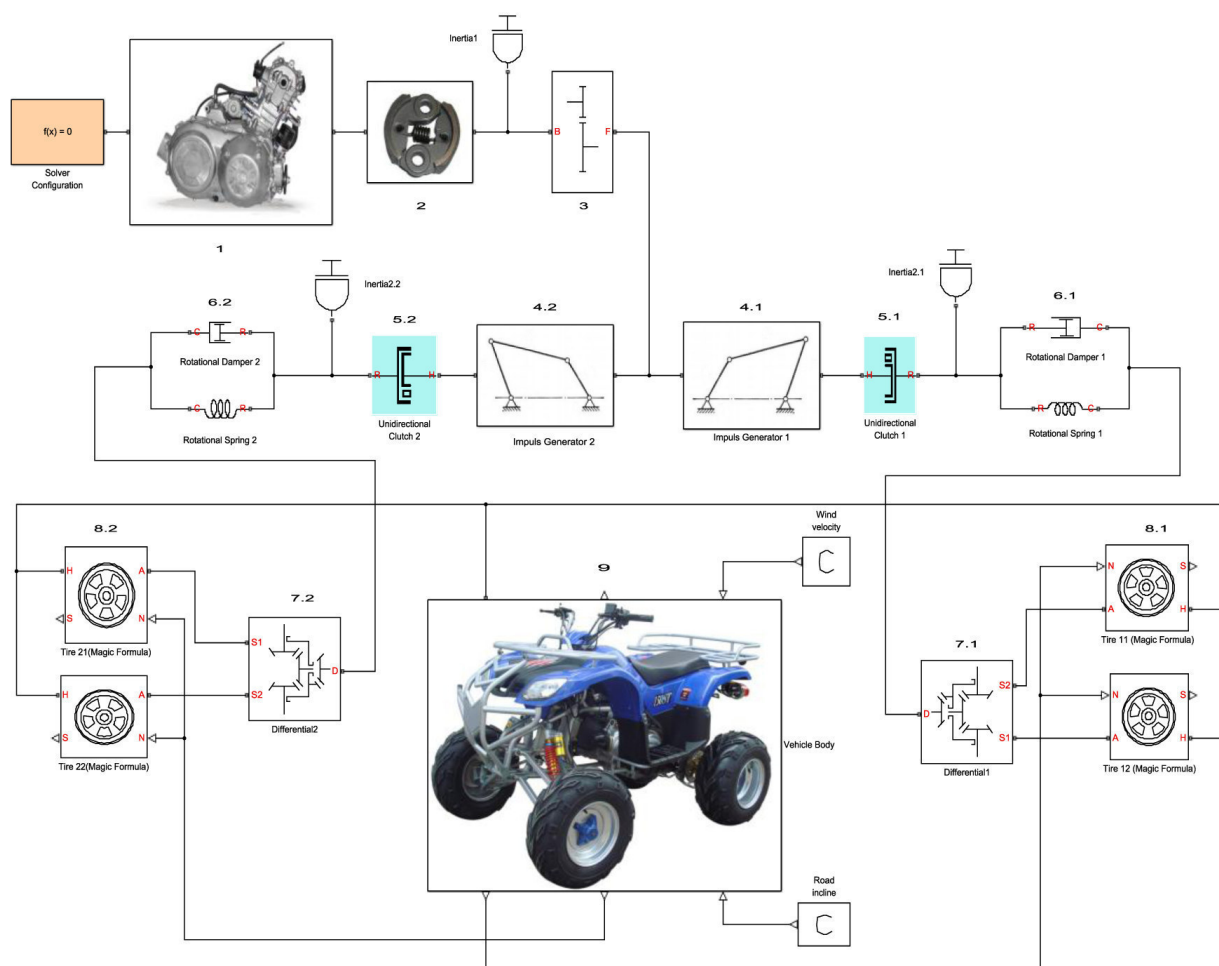 Inertia1
f(x) = 0
B
F
Solver
Configuration
2
3
1
Inertia2.2
Inertia2.1
6.2
5.2
4.2
4.1
5.1
6.1
C
R
Rotational Damper 2
R
C
Rotational Damper 1
R
H
H
R
C
R
Rotational Spring 2
Unidirectional
Clutch 2
Impuls Generator 2
Impuls Generator 1
Unidirectional
Clutch 1
R
C
Rotational Spring 1
8.2
Wind
velocity
C
8.1
H
A
S
N
Tire 21(Magic Formula)
7.2
S1
S2
D
Differential2
H
A
S
N
Tire 22(Magic Formula)
9
Vehicle Body
N
S
A
H
Tire 11 (Magic Formula)
7.1
D
S2
S1
Differential1
N
S
A
H
Tire 12 (Magic Formula)
Road
incline
C